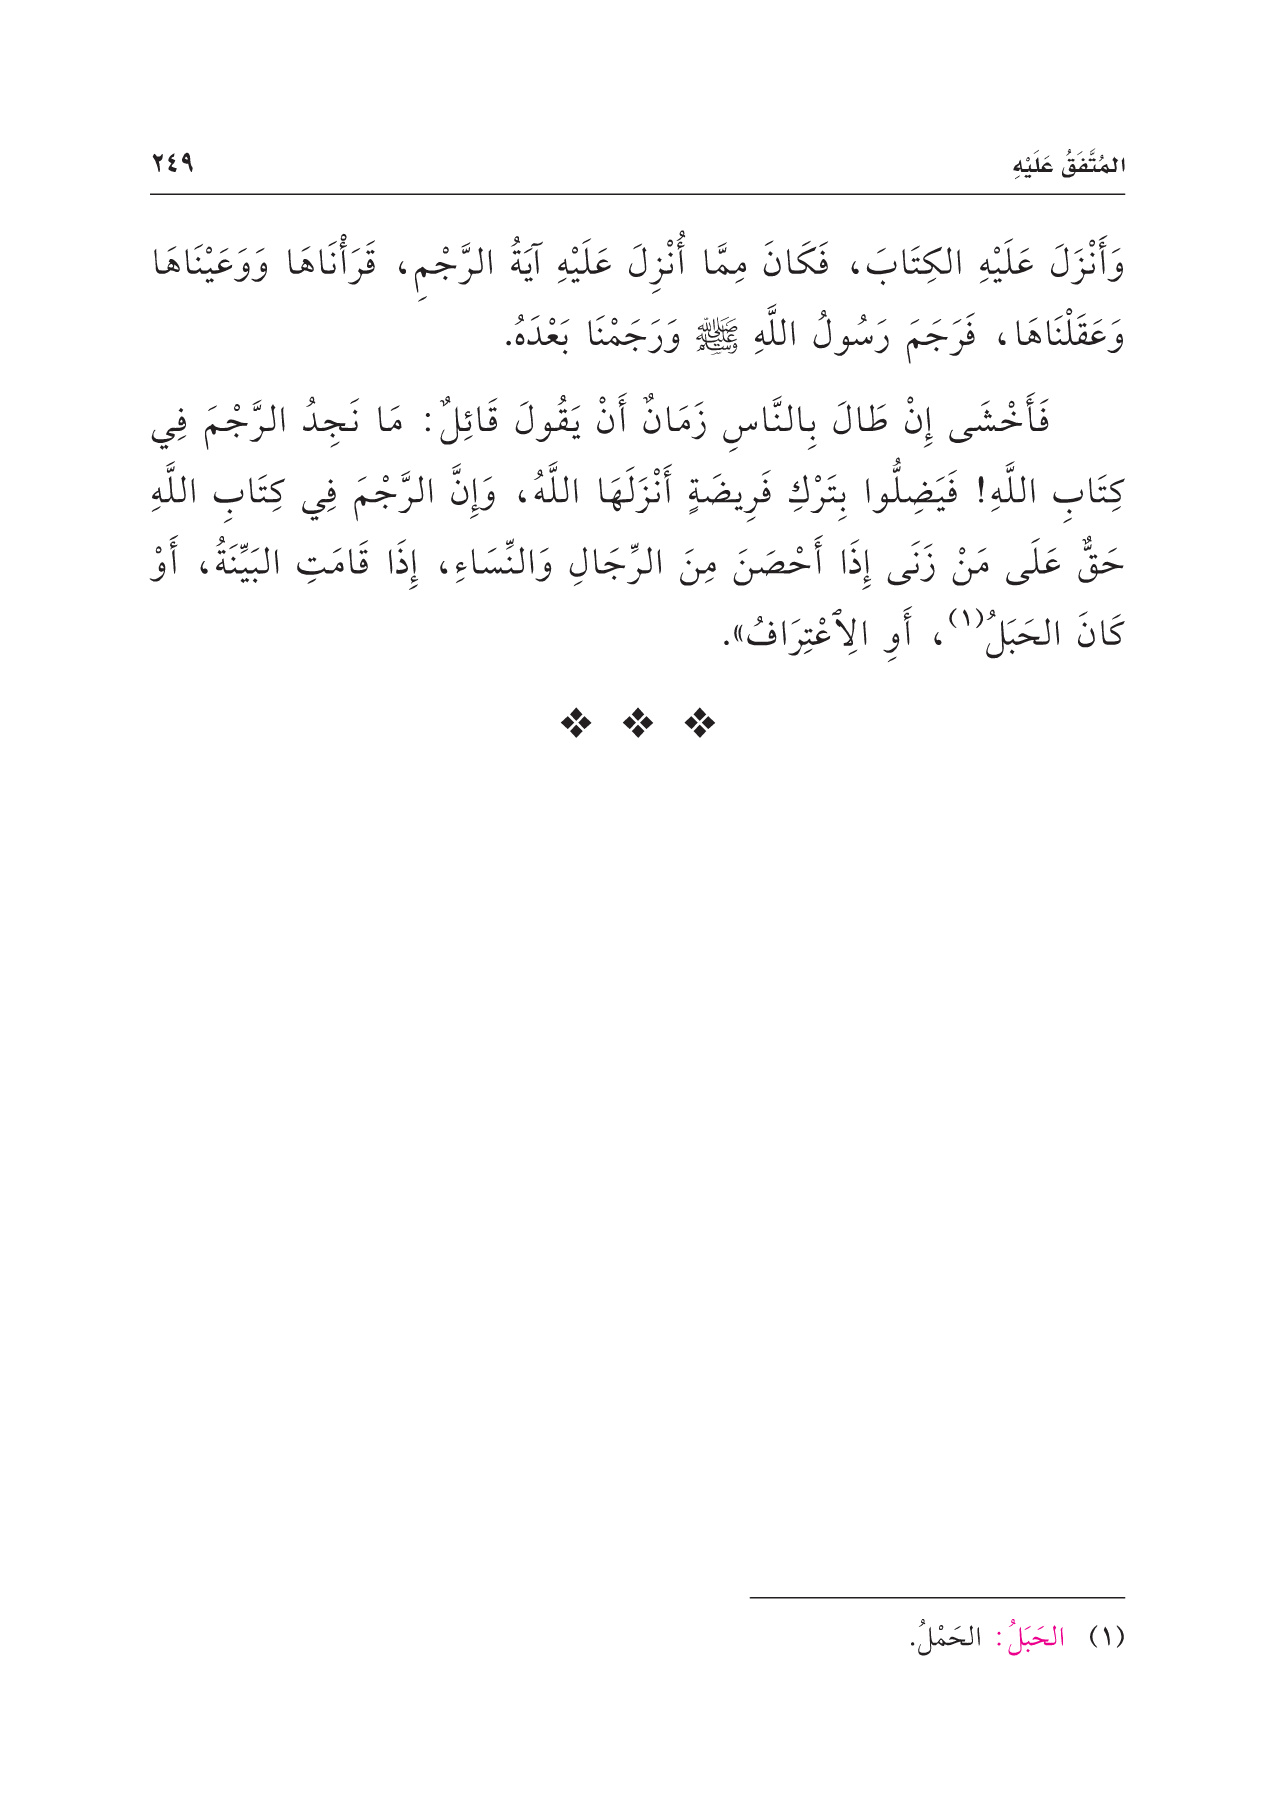 المُتَّفَقُ عَلَيْهِ ٢٤٩
وَأَنْزَلَ عَلَيْهِ الكِتَابَ، فَكَانَ مِمَّا أُنْزِلَ عَلَيْهِ آيَةُ الرَّجْمِ، قَرَأْنَاهَا وَوَعَيْنَاهَا
وَعَقَلْنَاهَا، فَرَجَمَ رَسُولُ اللَّهِ ﷺ وَرَجَمْنَا بَعْدَهُ.
فَأَخْشَى إِنْ طَالَ بِالنَّاسِ زَمَانٌ أَنْ يَقُولَ قَائِلٌ: مَا نَجِدُ الرَّجْمَ فِي
كِتَابِ اللَّهِ! فَيَضِلُّوا بِتَرْكِ فَرِيضَةٍ أَنْزَلَهَا اللَّهُ، وَإِنَّ الرَّجْمَ فِي كِتَابِ اللَّهِ
حَقٌّ عَلَى مَنْ زَنَى إِذَا أَحْصَنَ مِنَ الرِّجَالِ وَالنِّسَاءِ، إِذَا قَامَتِ البَيِّنَةُ، أَوْ
كَانَ الحَبَلُ(١)، أَوِ الِٱعْتِرَافُ».
(١) الحَبَلُ: الحَمْلُ.